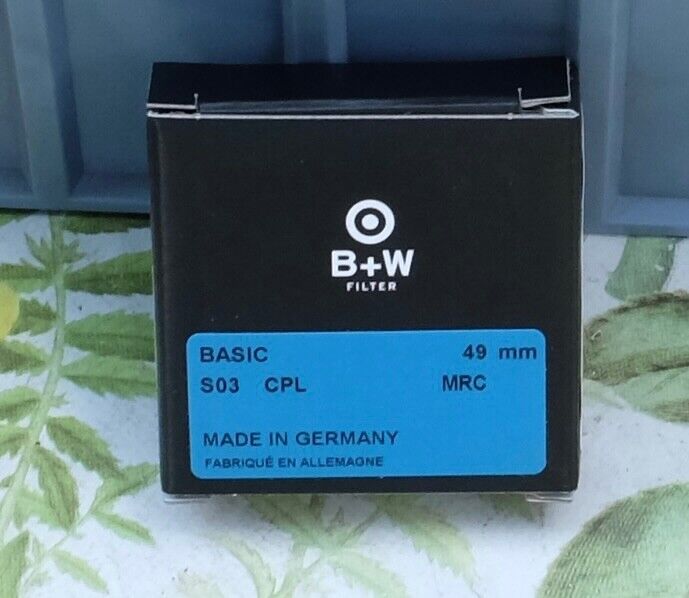 B+W
FILTER
BASIC 49 mm
S03 CPL MRC
MADE IN GERMANY
FABRIQUÉ EN ALLEMAGNE